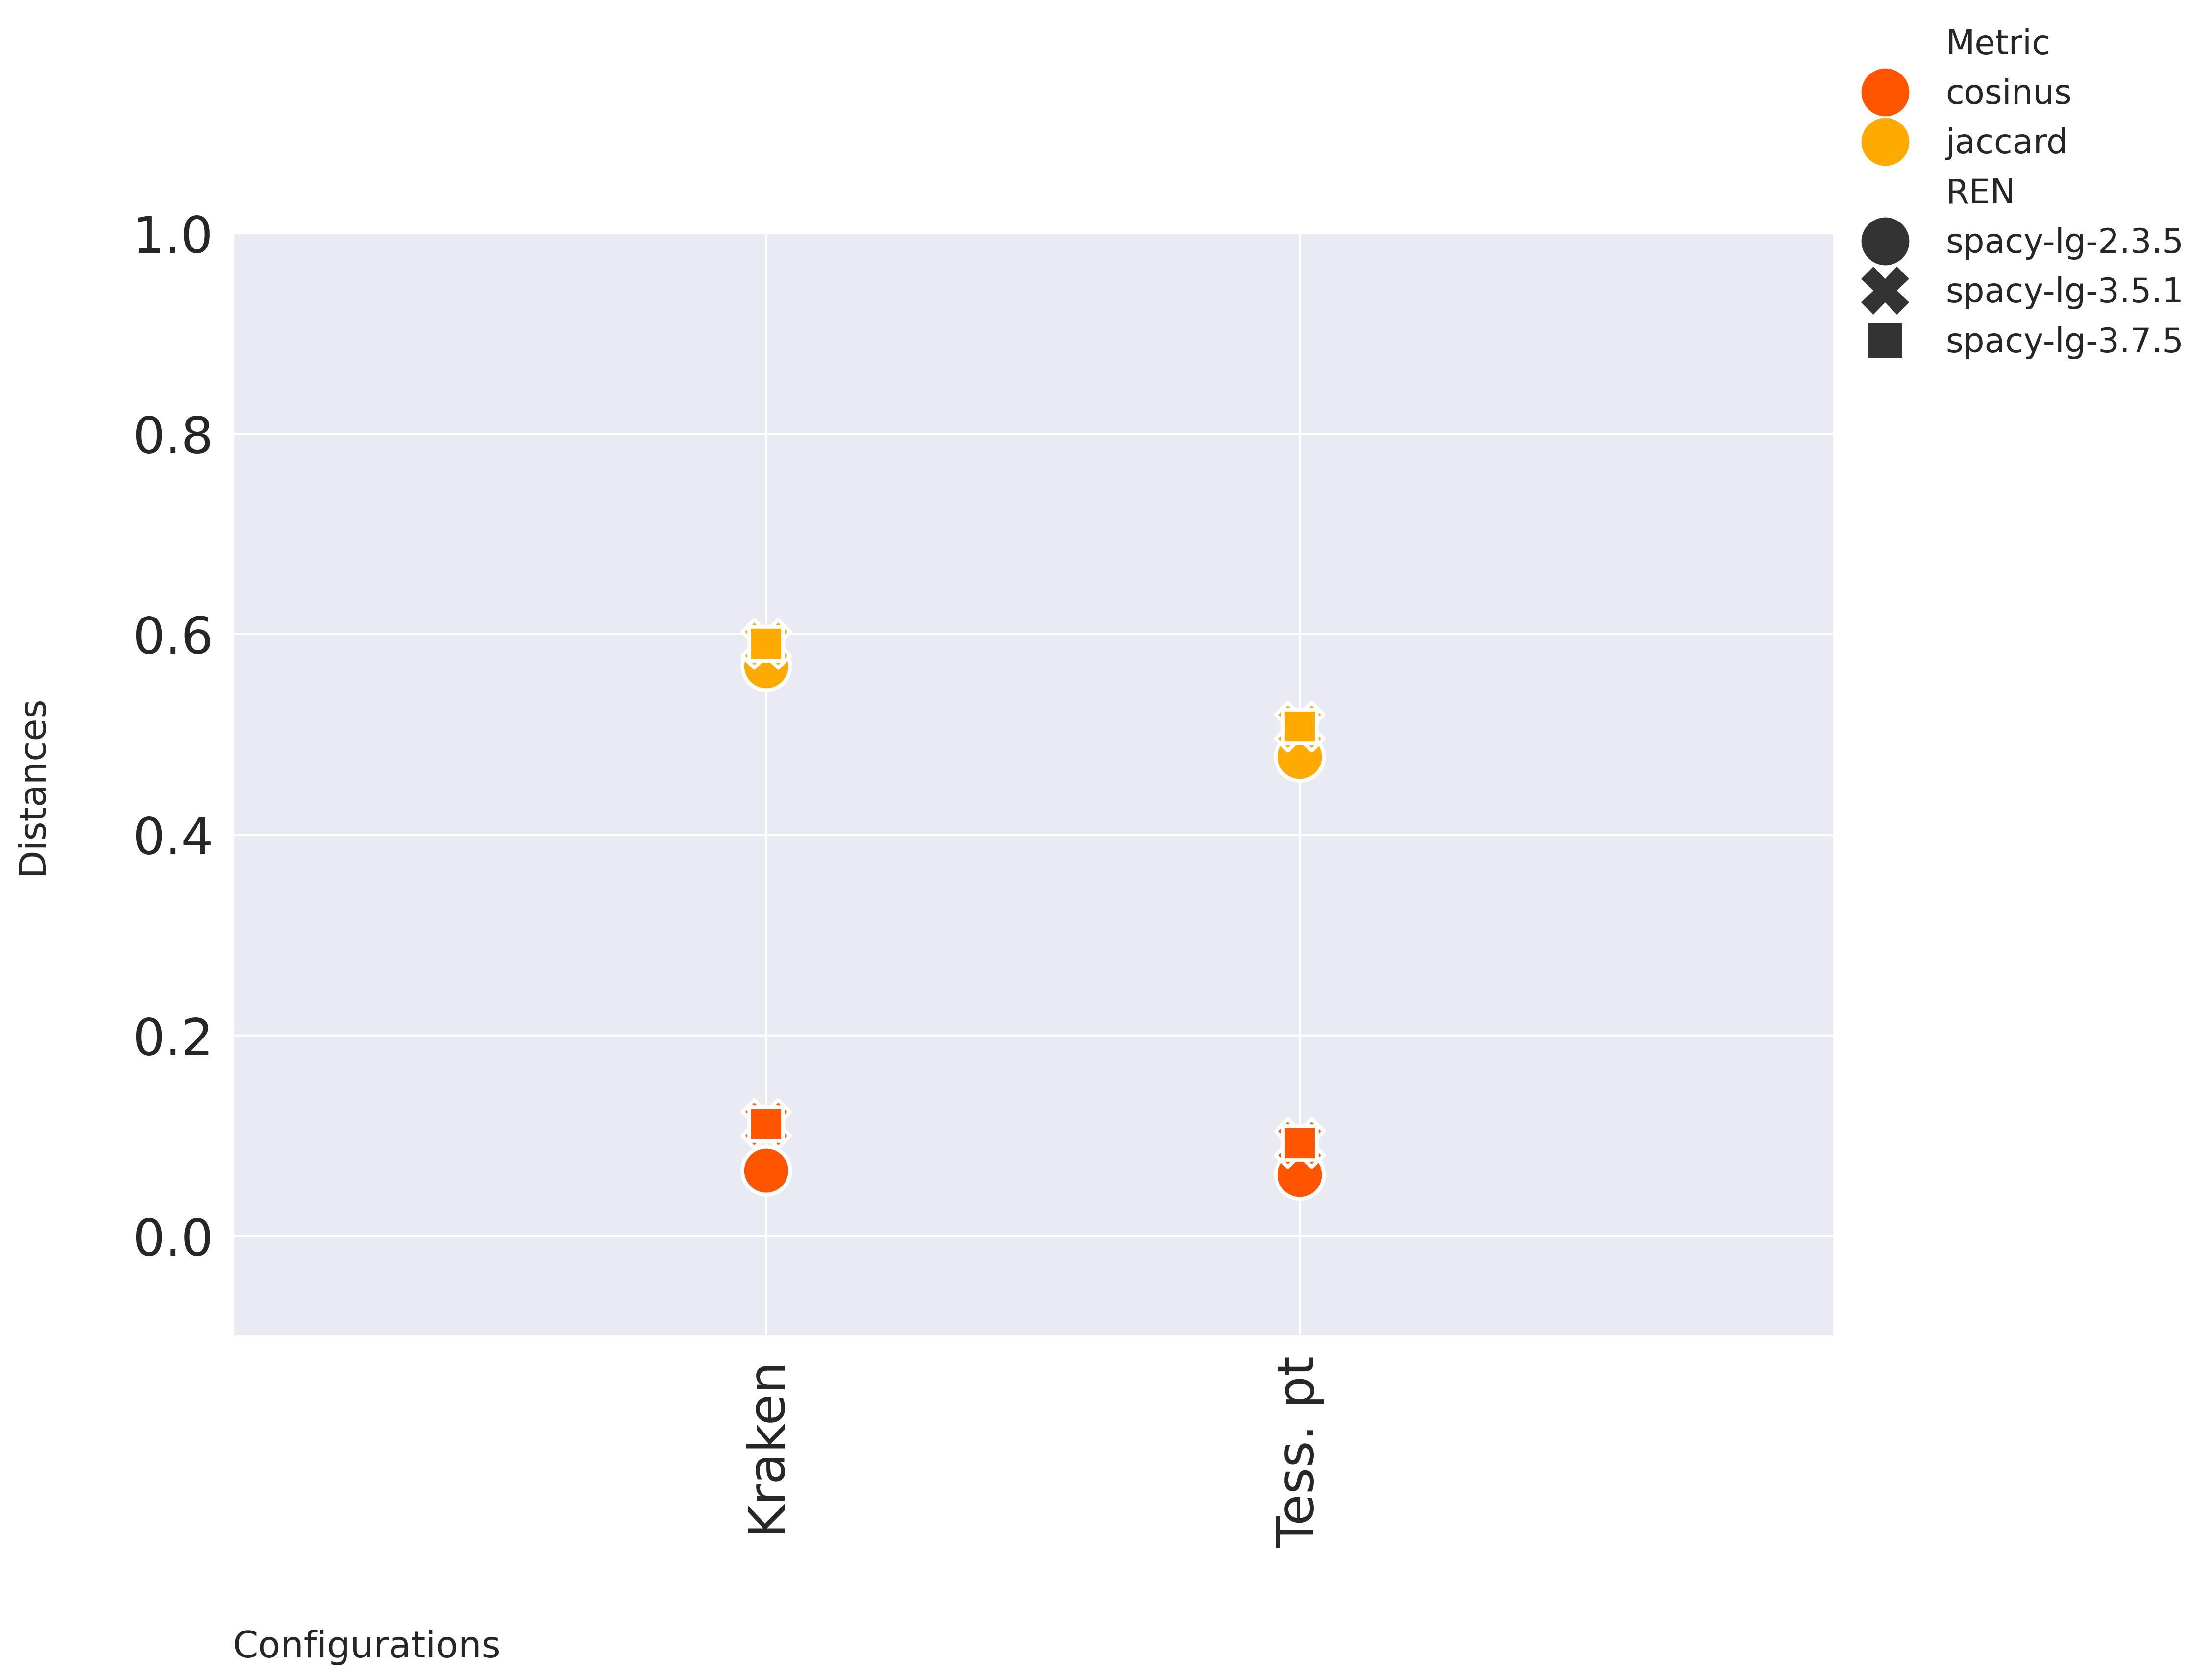 Metric
cosinus
jaccard
REN
spacy-lg-2.3.5
spacy-lg-3.5.1
spacy-lg-3.7.5
1.0
0.8
0.6
0.4
0.2
0.0
Distances
Kraken
Tess. pt
Configurations